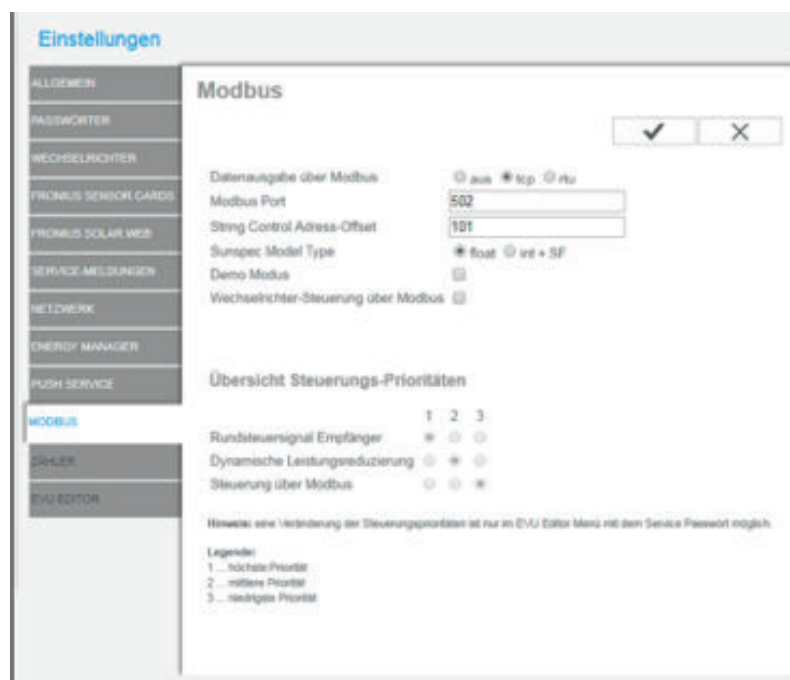 Einstellungen
ALLGEMEIN
PASSWÖRTER
WECHSELRICHTER
FRONIUS SENSOR CARDS
FRONIUS SOLAR.WEB
SERVICE-MELDUNGEN
NETZWERK
ENERGY MANAGER
PUSH SERVICE
MODBUS
ZÄHLER
EVU EDITOR
Modbus
Datenausgabe über Modbus aus tcp rtu
Modbus Port 502
String Control Adress-Offset 101
Sunspec Model Type float int + SF
Demo Modus
Wechselrichter-Steuerung über Modbus
Übersicht Steuerungs-Prioritäten
1 2 3
Rundsteuersignal Empfänger
Dynamische Leistungsreduzierung
Steuerung über Modbus
Hinweis: eine Veränderung der Steuerungsprioritäten ist nur im EVU Editor Menü mit dem Service Passwort möglich.
Legende:
1 ... höchste Priorität
2 ... mittlere Priorität
3 ... niedrigste Priorität